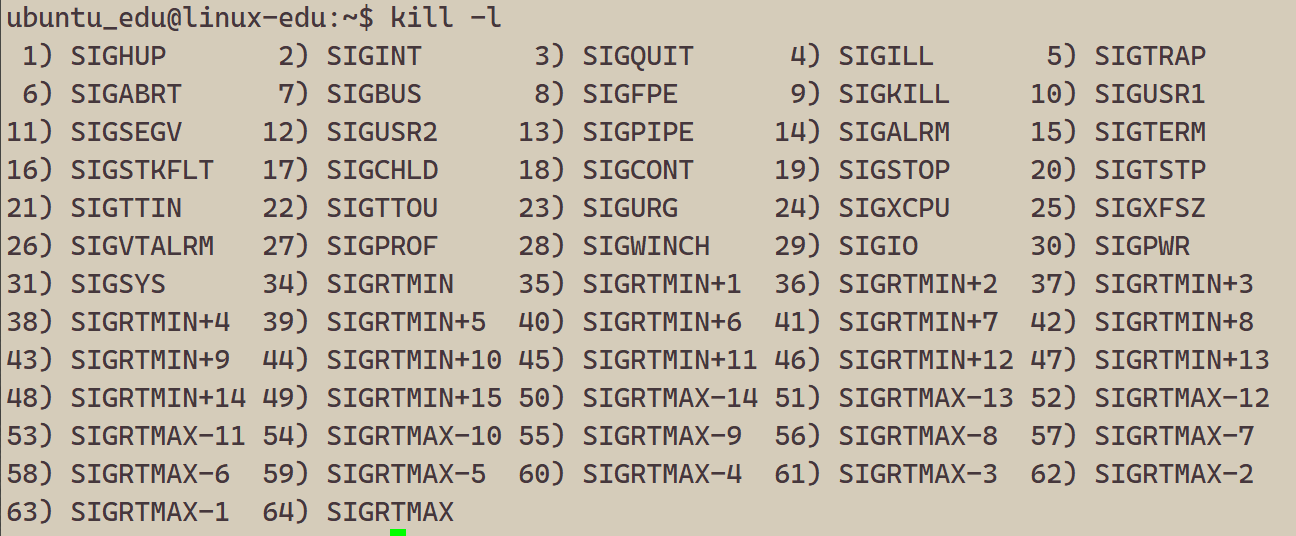 ubuntu_edu@linux-edu:~$ kill -l
 1) SIGHUP       2) SIGINT       3) SIGQUIT      4) SIGILL       5) SIGTRAP
 6) SIGABRT      7) SIGBUS       8) SIGFPE       9) SIGKILL     10) SIGUSR1
11) SIGSEGV     12) SIGUSR2     13) SIGPIPE     14) SIGALRM     15) SIGTERM
16) SIGSTKFLT   17) SIGCHLD     18) SIGCONT     19) SIGSTOP     20) SIGTSTP
21) SIGTTIN     22) SIGTTOU     23) SIGURG      24) SIGXCPU     25) SIGXFSZ
26) SIGVTALRM   27) SIGPROF     28) SIGWINCH    29) SIGIO       30) SIGPWR
31) SIGSYS      34) SIGRTMIN    35) SIGRTMIN+1  36) SIGRTMIN+2  37) SIGRTMIN+3
38) SIGRTMIN+4  39) SIGRTMIN+5  40) SIGRTMIN+6  41) SIGRTMIN+7  42) SIGRTMIN+8
43) SIGRTMIN+9  44) SIGRTMIN+10 45) SIGRTMIN+11 46) SIGRTMIN+12 47) SIGRTMIN+13
48) SIGRTMIN+14 49) SIGRTMIN+15 50) SIGRTMAX-14 51) SIGRTMAX-13 52) SIGRTMAX-12
53) SIGRTMAX-11 54) SIGRTMAX-10 55) SIGRTMAX-9  56) SIGRTMAX-8  57) SIGRTMAX-7
58) SIGRTMAX-6  59) SIGRTMAX-5  60) SIGRTMAX-4  61) SIGRTMAX-3  62) SIGRTMAX-2
63) SIGRTMAX-1  64) SIGRTMAX